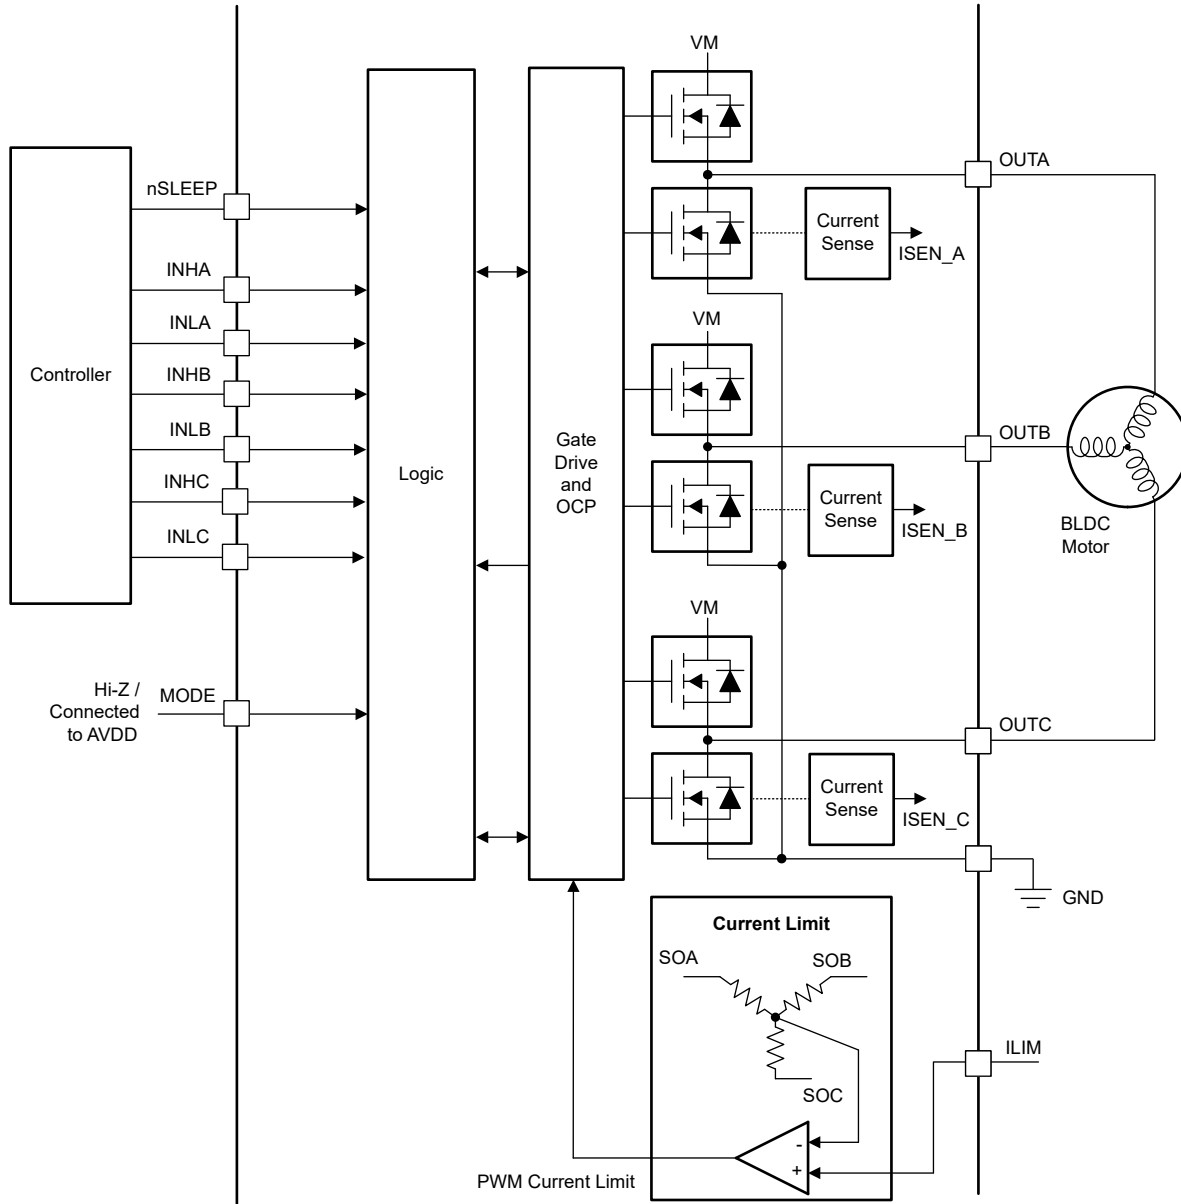 VM
OUTA
nSLEEP
Current
Sense
ISEN_A
INHA
INLA
VM
Controller
INHB
INLB
INHC
INLC
Logic
Gate
Drive
and
OCP
OUTB
Current
Sense
ISEN_B
BLDC
Motor
VM
Hi-Z /
Connected
to AVDD
MODE
OUTC
Current
Sense
ISEN_C
GND
Current Limit
SOA
SOB
SOC
ILIM
-
+
PWM Current Limit